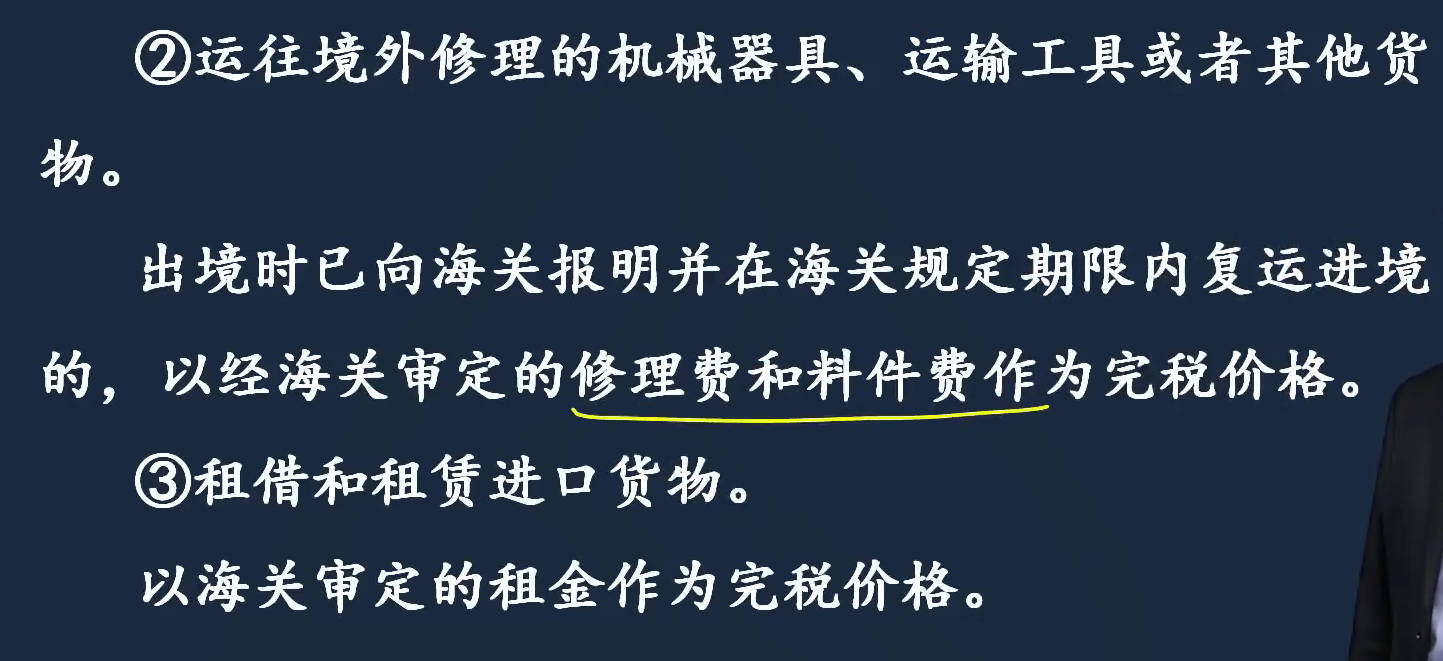 ②运往境外修理的机械器具、运输工具或者其他货
物。
出境时已向海关报明并在海关规定期限内复运进境
的，以经海关审定的修理费和料件费作为完税价格。
③租借和租赁进口货物。
以海关审定的租金作为完税价格。